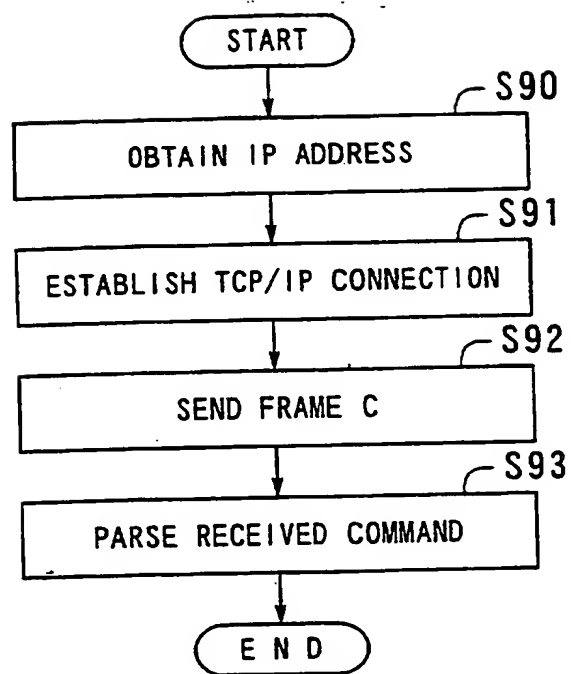 START
S90
OBTAIN IP ADDRESS
S91
ESTABLISH TCP/IP CONNECTION
S92
SEND FRAME C
S93
PARSE RECEIVED COMMAND
END